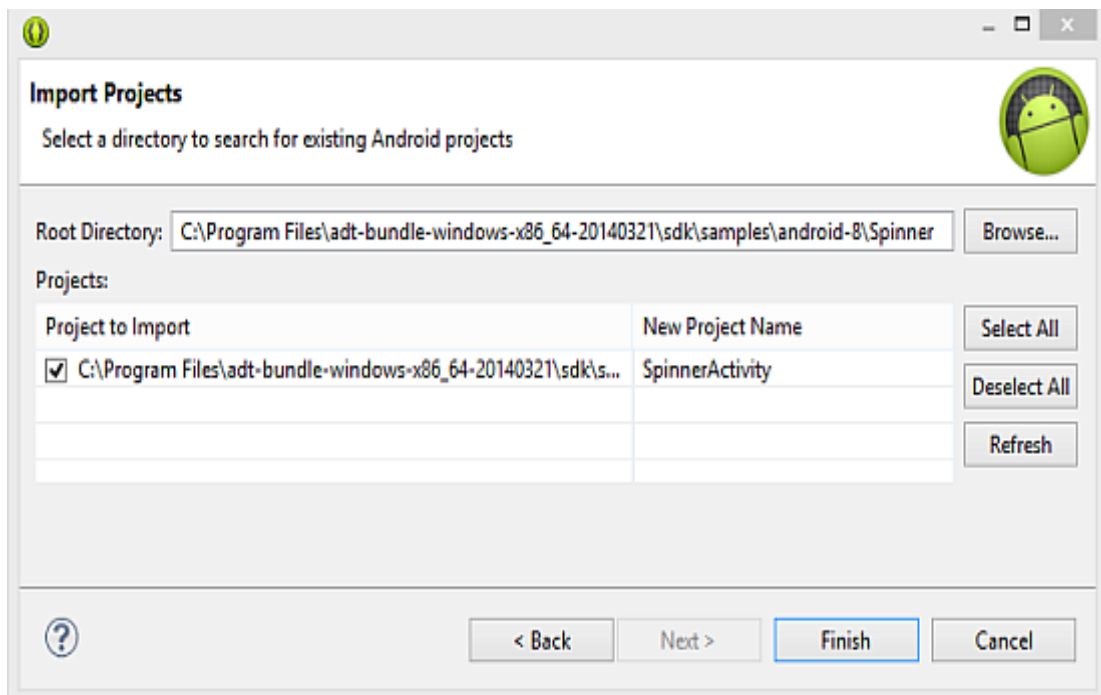 Import Projects
Select a directory to search for existing Android projects
Root Directory: C:\Program Files\adt-bundle-windows-x86_64-20140321\sdk\samples\android-8\Spinner Browse...
Projects:
Project to Import New Project Name Select All
C:\Program Files\adt-bundle-windows-x86_64-20140321\sdk\s... SpinnerActivity
Deselect All
Refresh
? < Back Next > Finish Cancel